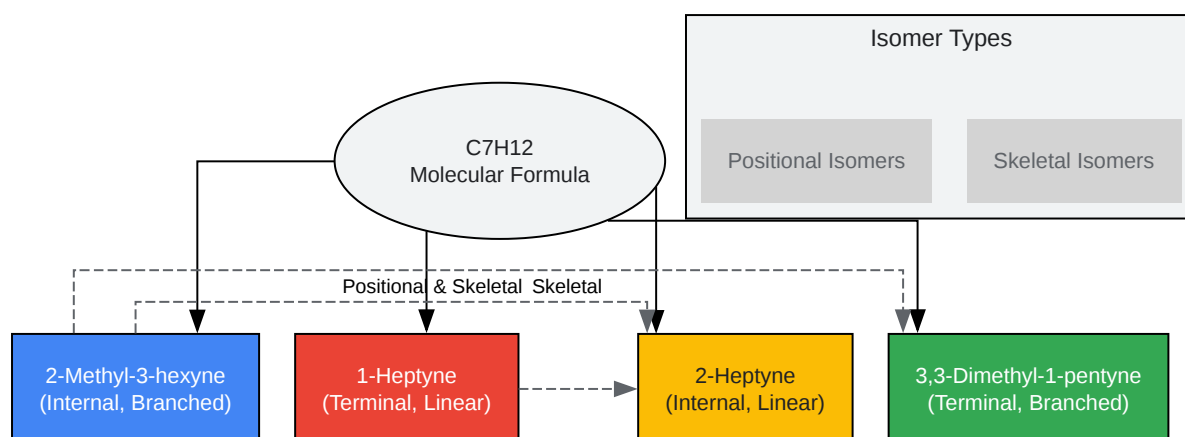 Isomer Types
C7H12
Molecular Formula
Positional Isomers
Skeletal Isomers
Positional & Skeletal
Skeletal
2-Methyl-3-hexyne
(Internal, Branched)
1-Heptyne
(Terminal, Linear)
2-Heptyne
(Internal, Linear)
3,3-Dimethyl-1-pentyne
(Terminal, Branched)